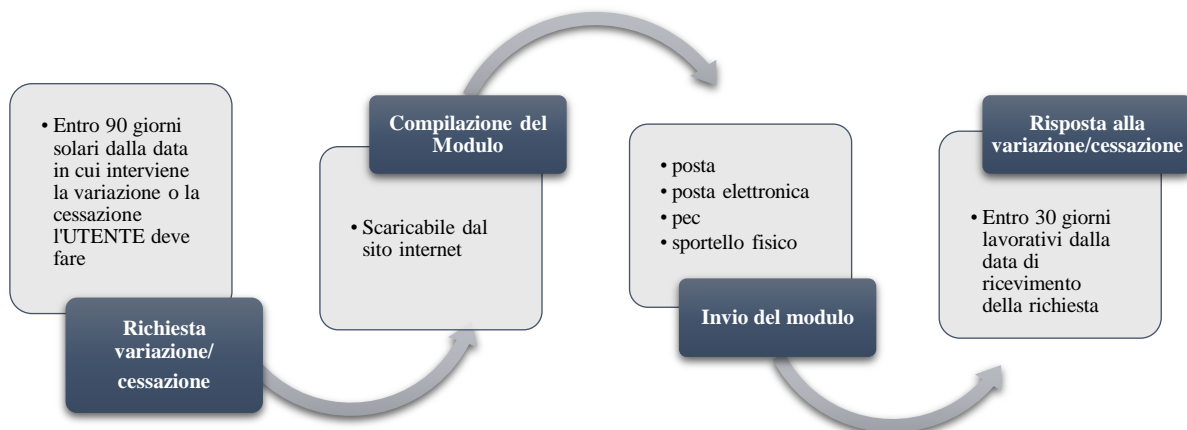 • Entro 90 giorni
solari dalla data
in cui interviene
la variazione o la
cessazione
l'UTENTE deve
fare
Richiesta
variazione/
cessazione
Compilazione del
Modulo
• Scaricabile dal
sito internet
• posta
• posta elettronica
• pec
• sportello fisico
Invio del modulo
Risposta alla
variazione/cessazione
• Entro 30 giorni
lavorativi dalla
data di
ricevimento
della richiesta